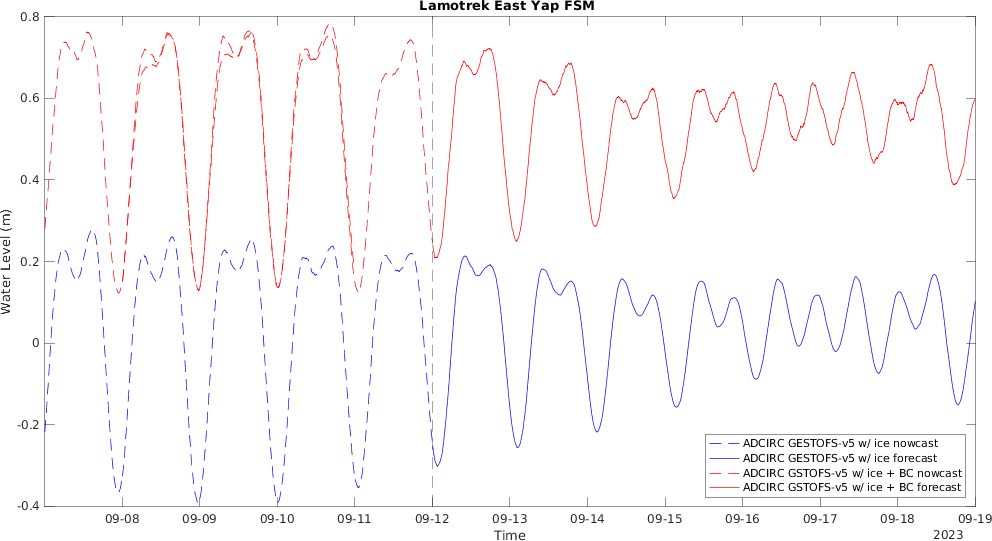 Lamotrek East Yap FSM
0.8
0.6
0.4
0.2
0
-0.2
-0.4
Water Level (m)
09-08
09-09
09-10
09-11
09-12
09-13
09-14
09-15
09-16
09-17
09-18
09-19
Time
2023
ADCIRC GESTOFS-v5 w/ ice nowcast
ADCIRC GESTOFS-v5 w/ ice forecast
ADCIRC GSTOFS-v5 w/ ice + BC nowcast
ADCIRC GSTOFS-v5 w/ ice + BC forecast